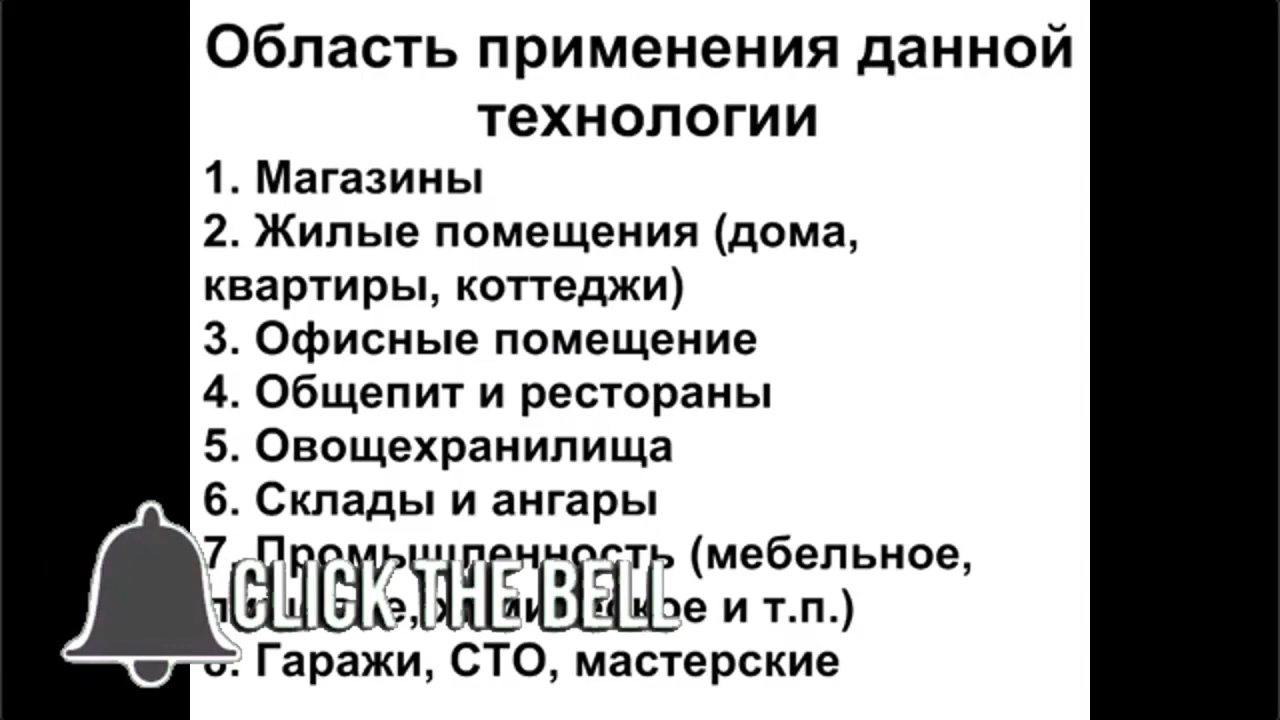 Область применения данной
технологии
1. Магазины
2. Жилые помещения (дома,
квартиры, коттеджи)
3. Офисные помещение
4. Общепит и рестораны
5. Овощехранилища
6. Склады и ангары
7. Промышленность (мебельное,
и т.п.)
CLICK THE BELL
8. Гаражи, СТО, мастерские